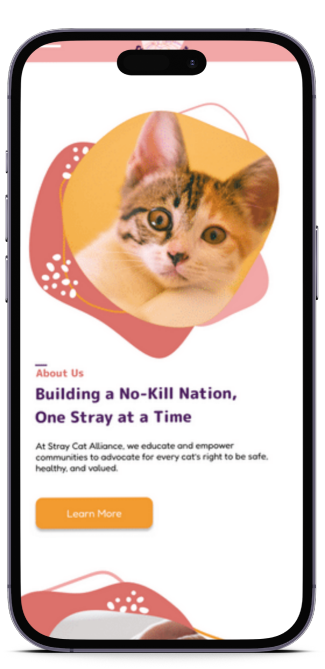 About Us
Building a No-Kill Nation,
One Stray at a Time
At Stray Cat Alliance, we educate and empower
communities to advocate for every cat's right to be safe,
healthy, and valued.
Learn More